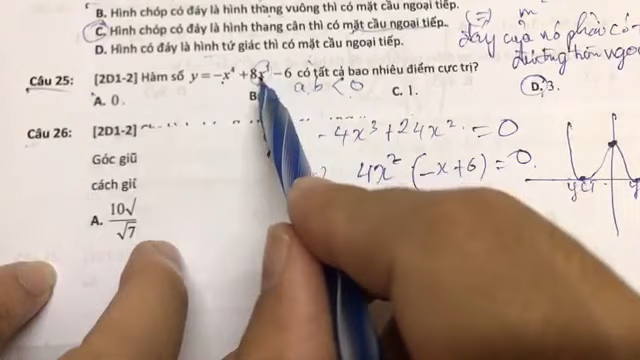 B. Hình chóp có đáy là hình thang vuông thì có mặt cầu ngoại tiếp.
C. Hình chóp có đáy là hình thang cân thì có mặt cầu ngoại tiếp.
D. Hình có đáy là hình tứ giác thì có mặt cầu ngoại tiếp.
(=) m
đáy của nó phải có
đường tròn ngoại
Câu 25: [2D1-2] Hàm số y = −x⁴ + 8x³ − 6 có tất cả bao nhiêu điểm cực trị?
a.b < 0
A. 0. B C. 1. D. 3.
Câu 26: [2D1-2]
- 4x³ + 24x² = 0
Góc giữ
4x² (-x+6) = 0.
cách giữ
yCT
A. 10√ / √7